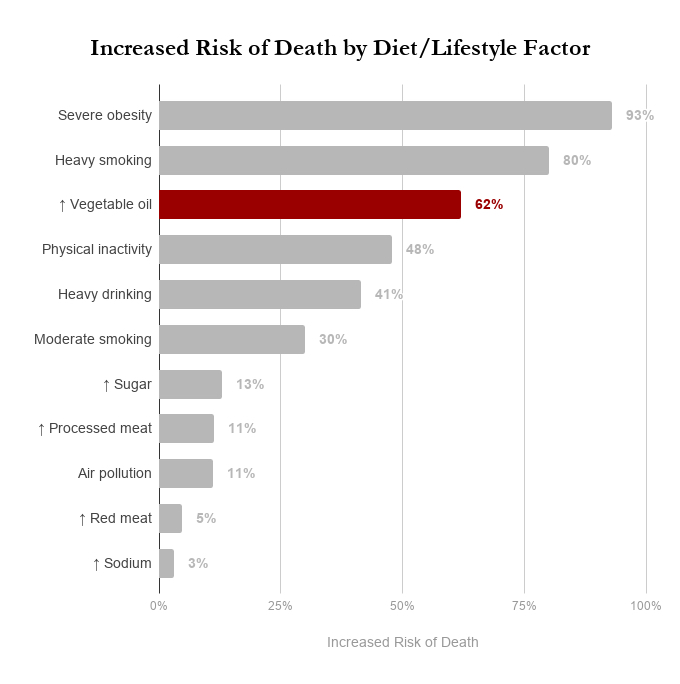 Increased Risk of Death by Diet/Lifestyle Factor
Severe obesity 93%
Heavy smoking 80%
↑ Vegetable oil 62%
Physical inactivity 48%
Heavy drinking 41%
Moderate smoking 30%
↑ Sugar 13%
↑ Processed meat 11%
Air pollution 11%
↑ Red meat 5%
↑ Sodium 3%
0% 25% 50% 75% 100%
Increased Risk of Death